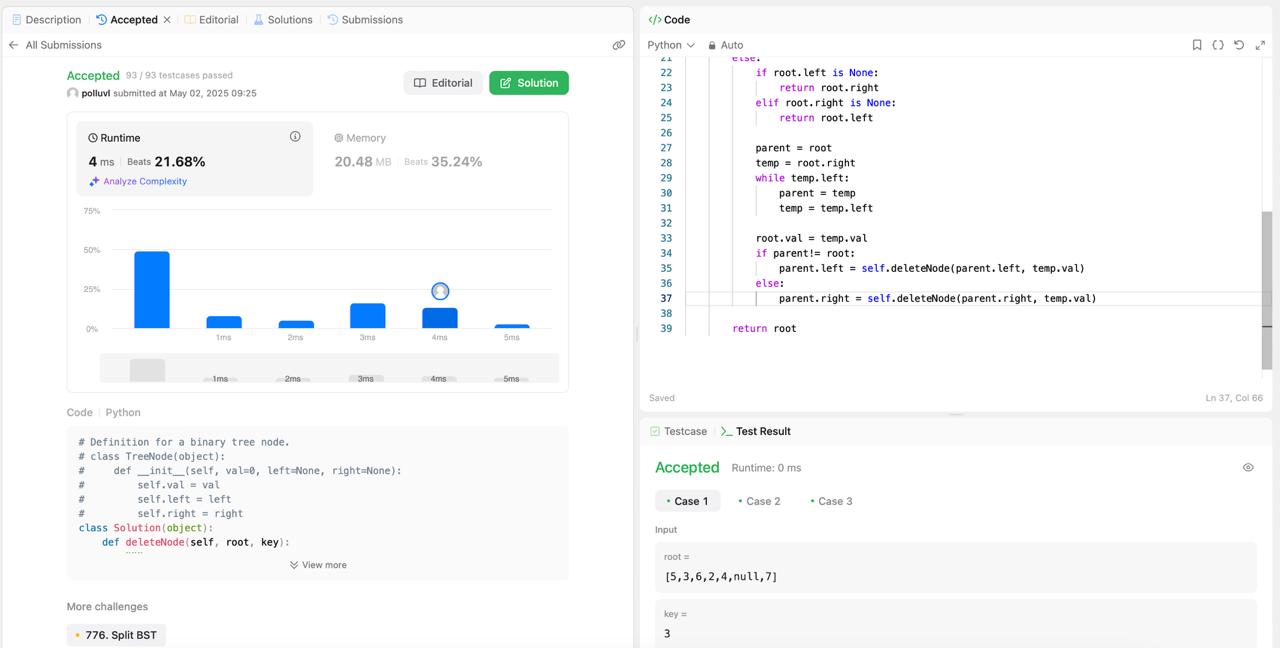 Description Accepted Editorial Solutions Submissions
All Submissions
Accepted 93 / 93 testcases passed
polluvl submitted at May 02, 2025 09:25
Editorial Solution
Runtime
4 ms Beats 21.68%
Analyze Complexity
Memory
20.48 MB Beats 35.24%
75%
50%
25%
0%
1ms 2ms 3ms 4ms 5ms
1ms 2ms 3ms 4ms 5ms
Code Python
# Definition for a binary tree node.
# class TreeNode(object):
#     def __init__(self, val=0, left=None, right=None):
#         self.val = val
#         self.left = left
#         self.right = right
class Solution(object):
    def deleteNode(self, root, key):
        """
View more
More challenges
776. Split BST
</> Code
Python Auto
21 else:
22 if root.left is None:
23 return root.right
24 elif root.right is None:
25 return root.left
26
27 parent = root
28 temp = root.right
29 while temp.left:
30 parent = temp
31 temp = temp.left
32
33 root.val = temp.val
34 if parent!= root:
35 parent.left = self.deleteNode(parent.left, temp.val)
36 else:
37 parent.right = self.deleteNode(parent.right, temp.val)
38
39 return root
Saved Ln 37, Col 66
Testcase Test Result
Accepted Runtime: 0 ms
Case 1 Case 2 Case 3
Input
root =
[5,3,6,2,4,null,7]
key =
3